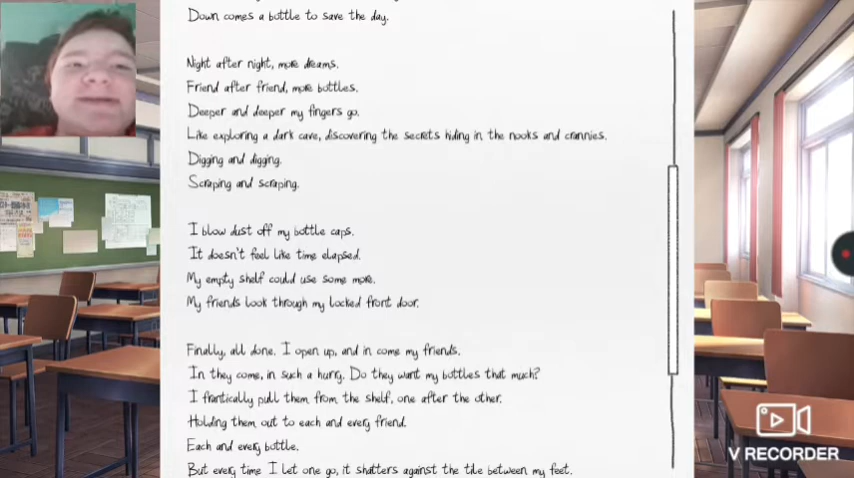 Down comes a bottle to save the day.
Night after night, more dreams.
Friend after friend, more bottles.
Deeper and deeper my fingers go.
Like exploring a dark cave, discovering the secrets hiding in the nooks and crannies.
Digging and digging.
Scraping and scraping.
I blow dust off my bottle caps.
It doesn't feel like time elapsed.
My empty shelf could use some more.
My friends look through my locked front door.
Finally, all done. I open up, and in come my friends.
In they come, in such a hurry. Do they want my bottles that much?
I frantically pull them from the shelf, one after the other.
Holding them out to each and every friend.
Each and every bottle.
But every time I let one go, it shatters against the tile between my feet.
V RECORDER